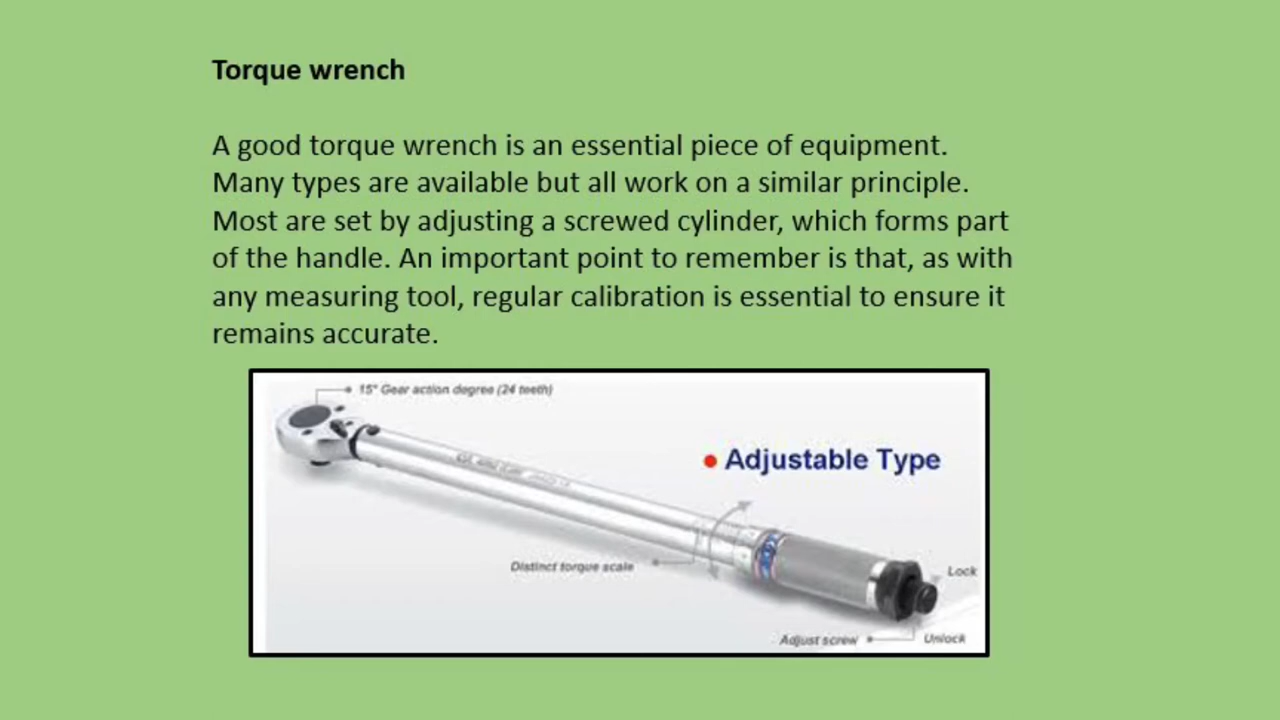 Torque wrench
A good torque wrench is an essential piece of equipment.
Many types are available but all work on a similar principle.
Most are set by adjusting a screwed cylinder, which forms part
of the handle. An important point to remember is that, as with
any measuring tool, regular calibration is essential to ensure it
remains accurate.
15° Gear action degree (24 teeth)
Adjustable Type
Distinct torque scale
Lock
Adjust screw
Unlock